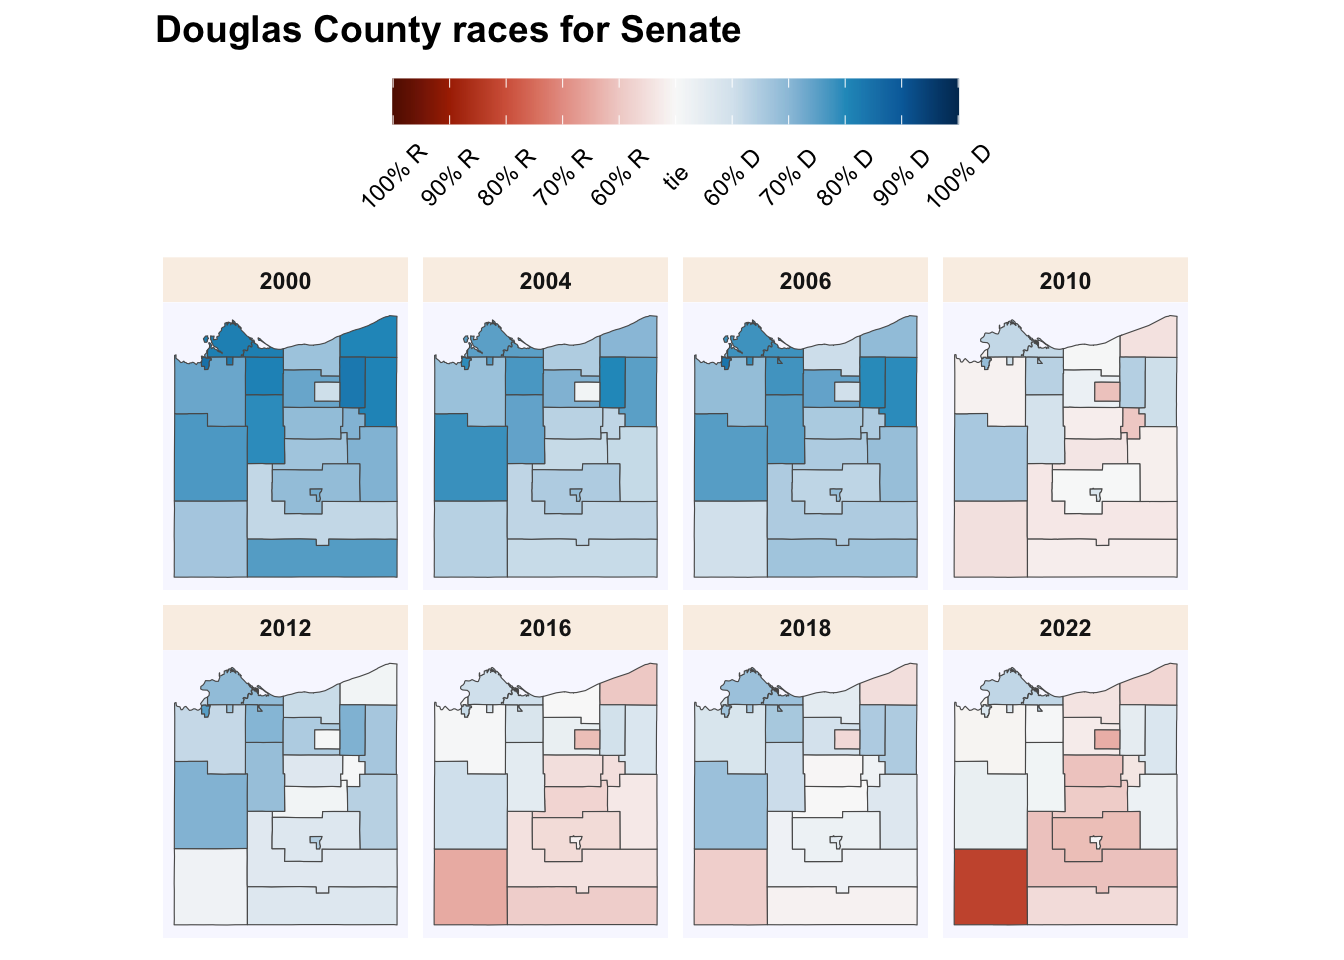 Douglas County races for Senate
100% R
90% R
80% R
70% R
60% R
tie
60% D
70% D
80% D
90% D
100% D
2000
2004
2006
2010
2012
2016
2018
2022